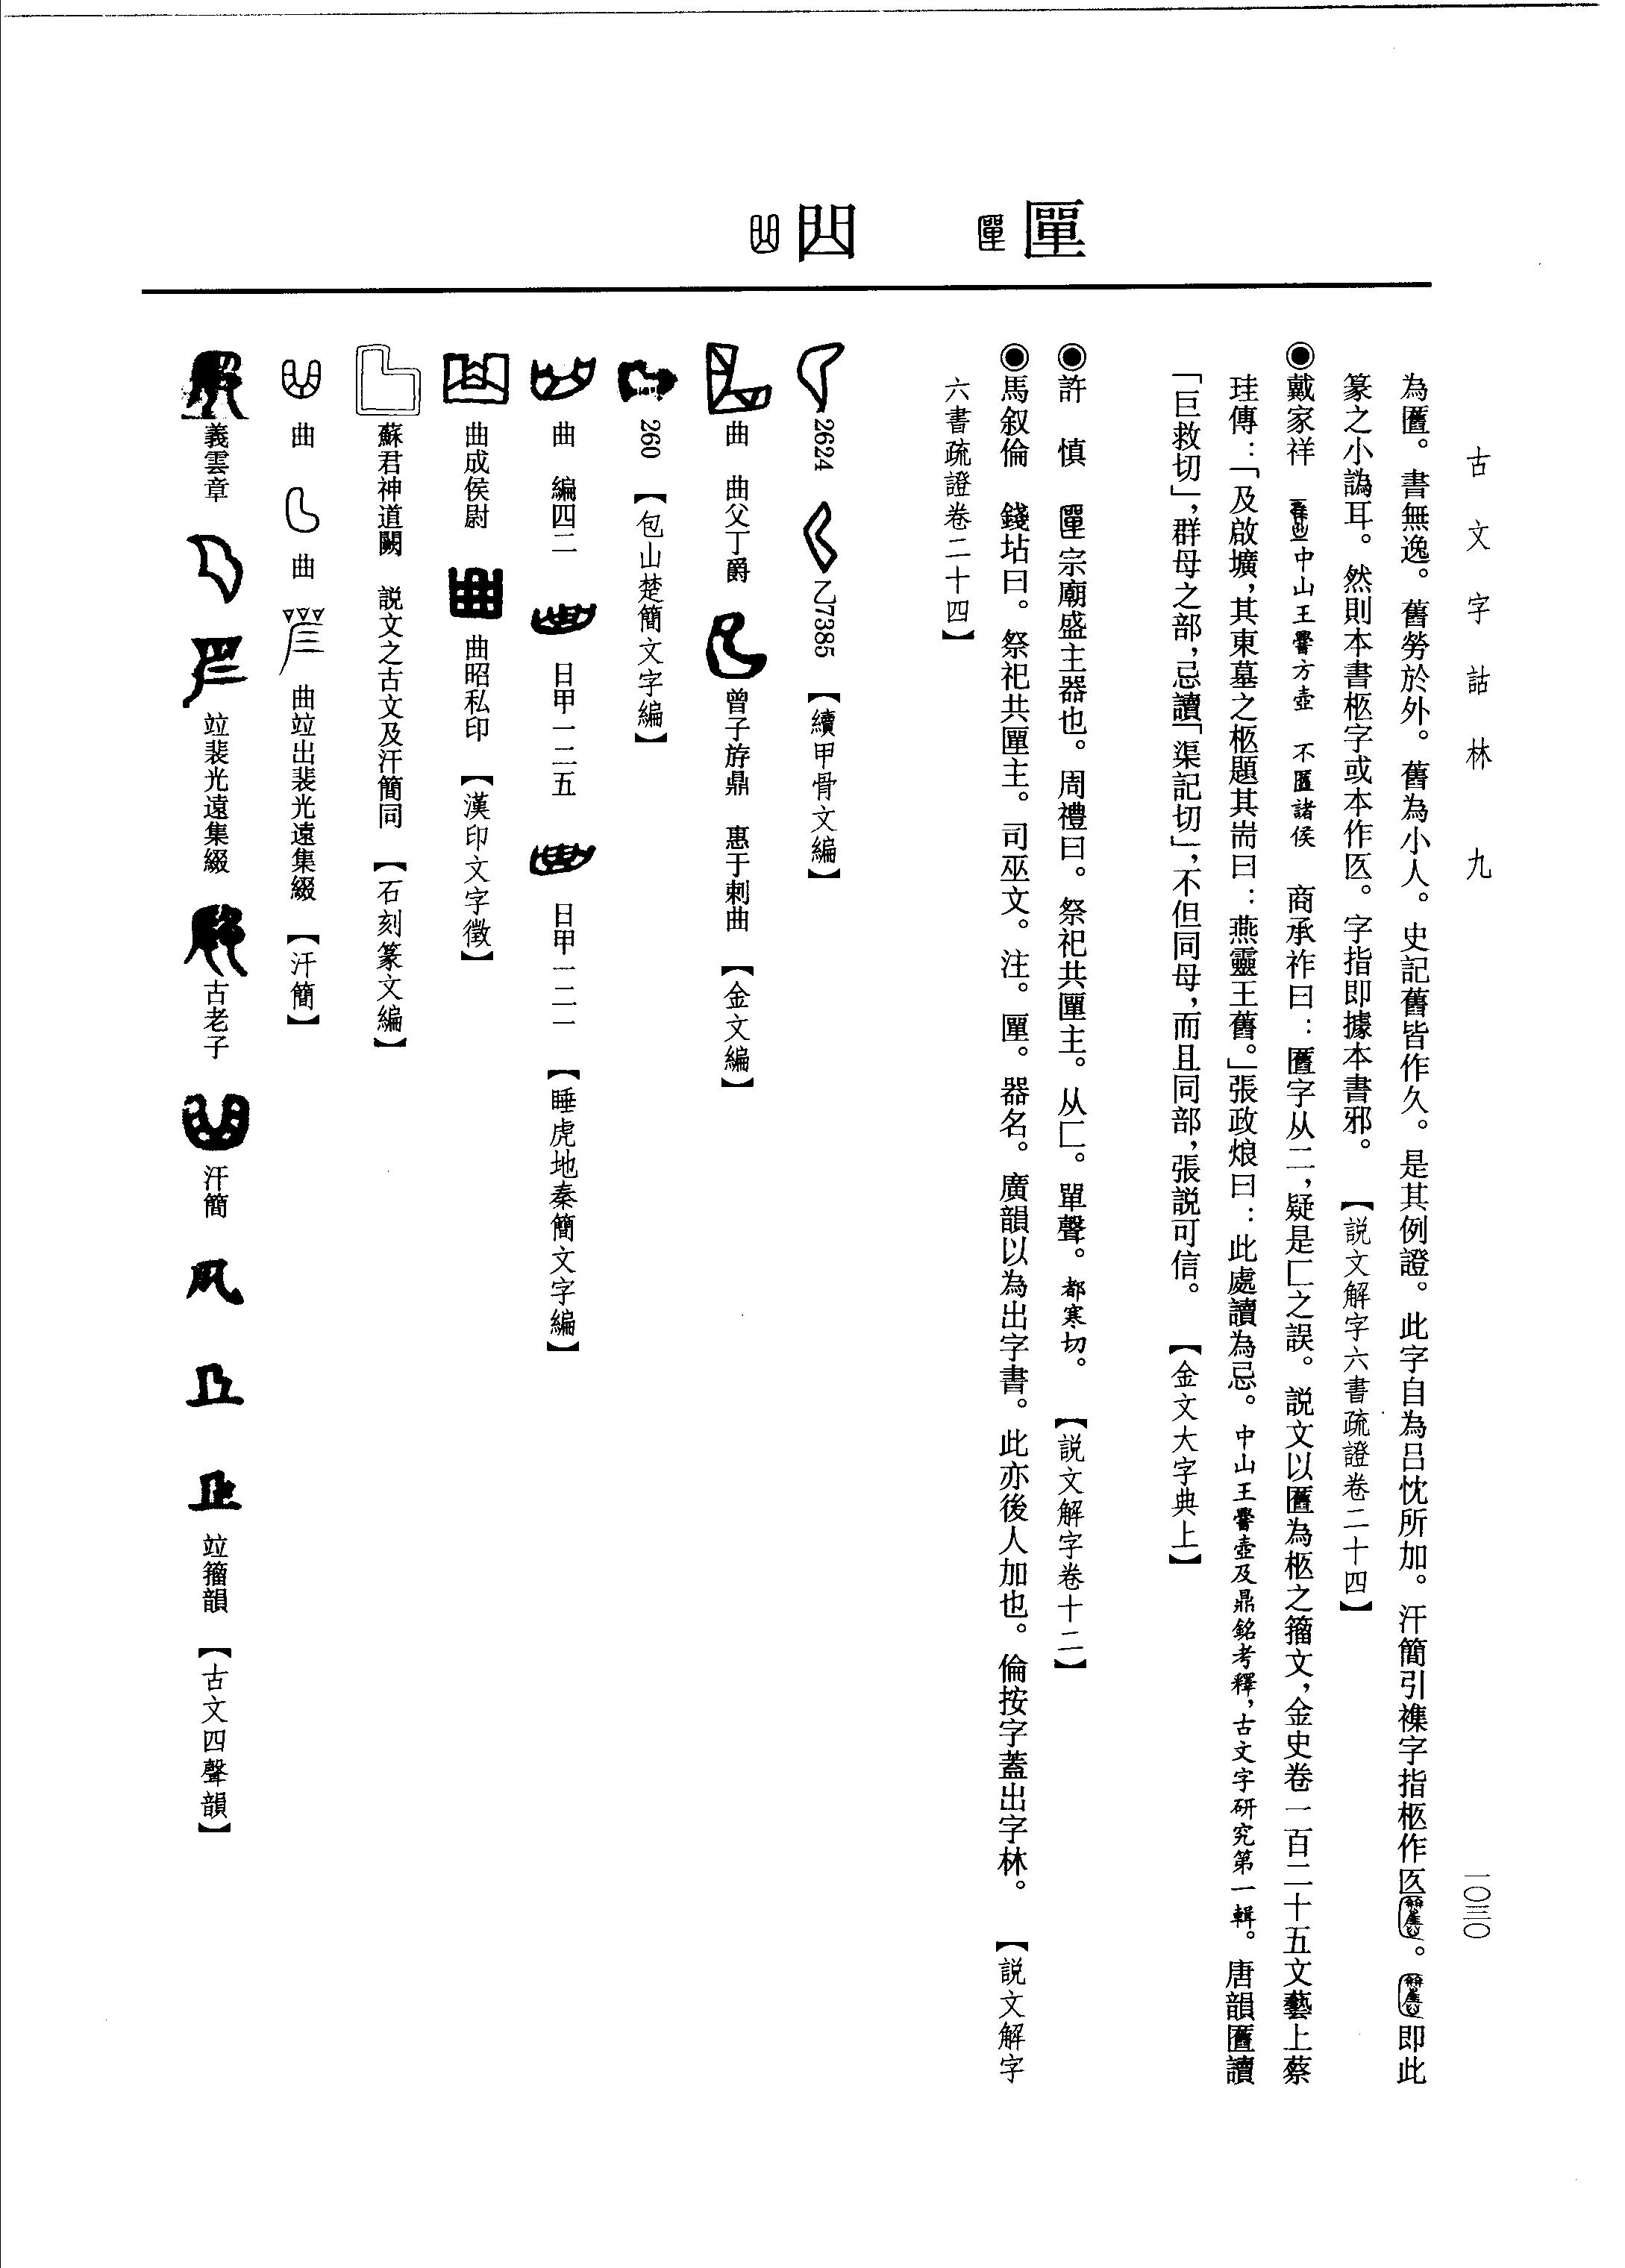 古文字詁林 九
一〇三〇
匰
𠚖
為匶。書無逸。舊勞於外。舊為小人。史記舊皆作久。是其例證。此字自為呂忱所加。汗簡引襍字指柩作匛。即此
篆之小譌耳。然則本書柩字或本作匛。字指即據本書邪。 【説文解字六書疏證卷二十四】
◉戴家祥 中山王䰜方壺 不匶諸侯 商承祚曰：匶字从二，疑是匚之誤。説文以匶為柩之籀文，金史卷一百二十五文藝上蔡
珪傳：「及啟壙，其東墓之柩題其耑曰：燕靈王舊。」張政烺曰：此處讀為忌。中山王䰜壺及鼎銘考釋，古文字研究第一輯。唐韻匶讀
「巨救切」，群母之部，忌讀「渠記切」，不但同母，而且同部，張説可信。 【金文大字典上】
◉許 慎 匰宗廟盛主器也。周禮曰。祭祀共匰主。从匚。單聲。都寒切。 【説文解字卷十二】
◉馬叙倫 錢坫曰。祭祀共匰主。司巫文。注。匰。器名。廣韻以為出字書。此亦後人加也。倫按字蓋出字林。 【説文解字
六書疏證卷二十四】
2624 乙7385 【續甲骨文編】
曲 曲父丁爵 曾子斿鼎 惠于剌曲 【金文編】
260 【包山楚簡文字編】
曲 編四二 日甲一二五 日甲一二一 【睡虎地秦簡文字編】
曲成侯尉 曲昭私印 【漢印文字徵】
蘇君神道闕 説文之古文及汗簡同 【石刻篆文編】
曲 曲 曲竝出裴光遠集綴 【汗簡】
義雲章 竝裴光遠集綴 古老子 汗簡 竝籀韻 【古文四聲韻】